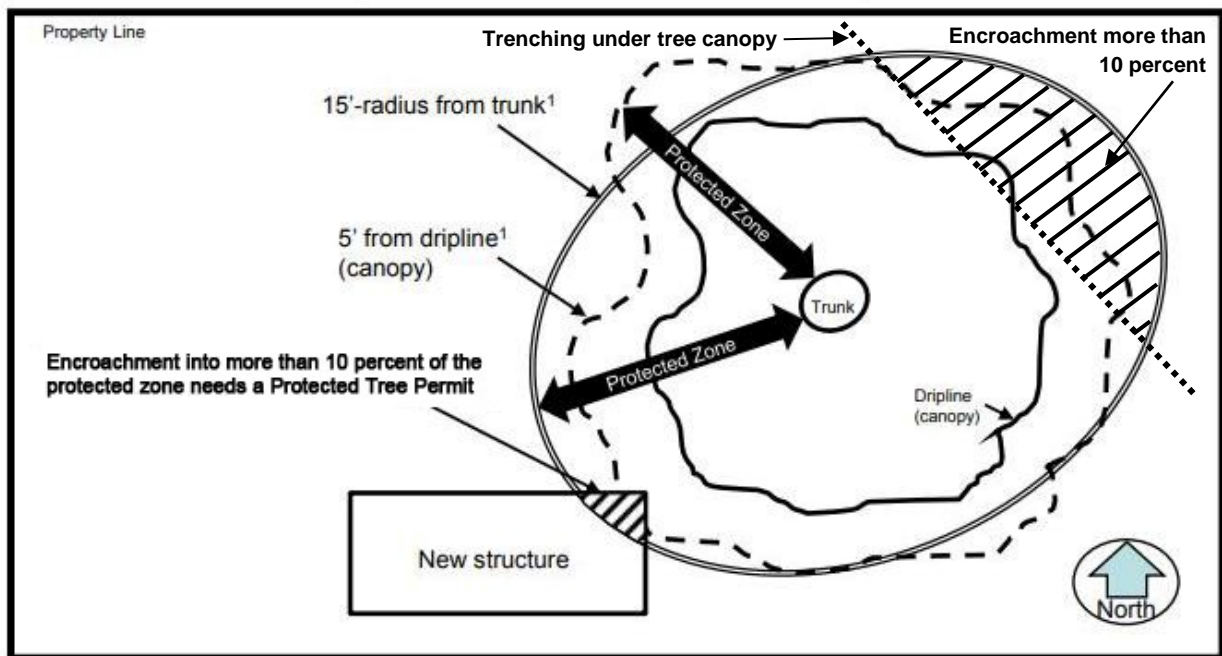 Property Line
Trenching under tree canopy
Encroachment more than
10 percent
15'-radius from trunk¹
Protected Zone
5' from dripline¹
(canopy)
Trunk
Encroachment into more than 10 percent of the
protected zone needs a Protected Tree Permit
Protected Zone
Dripline
(canopy)
New structure
North